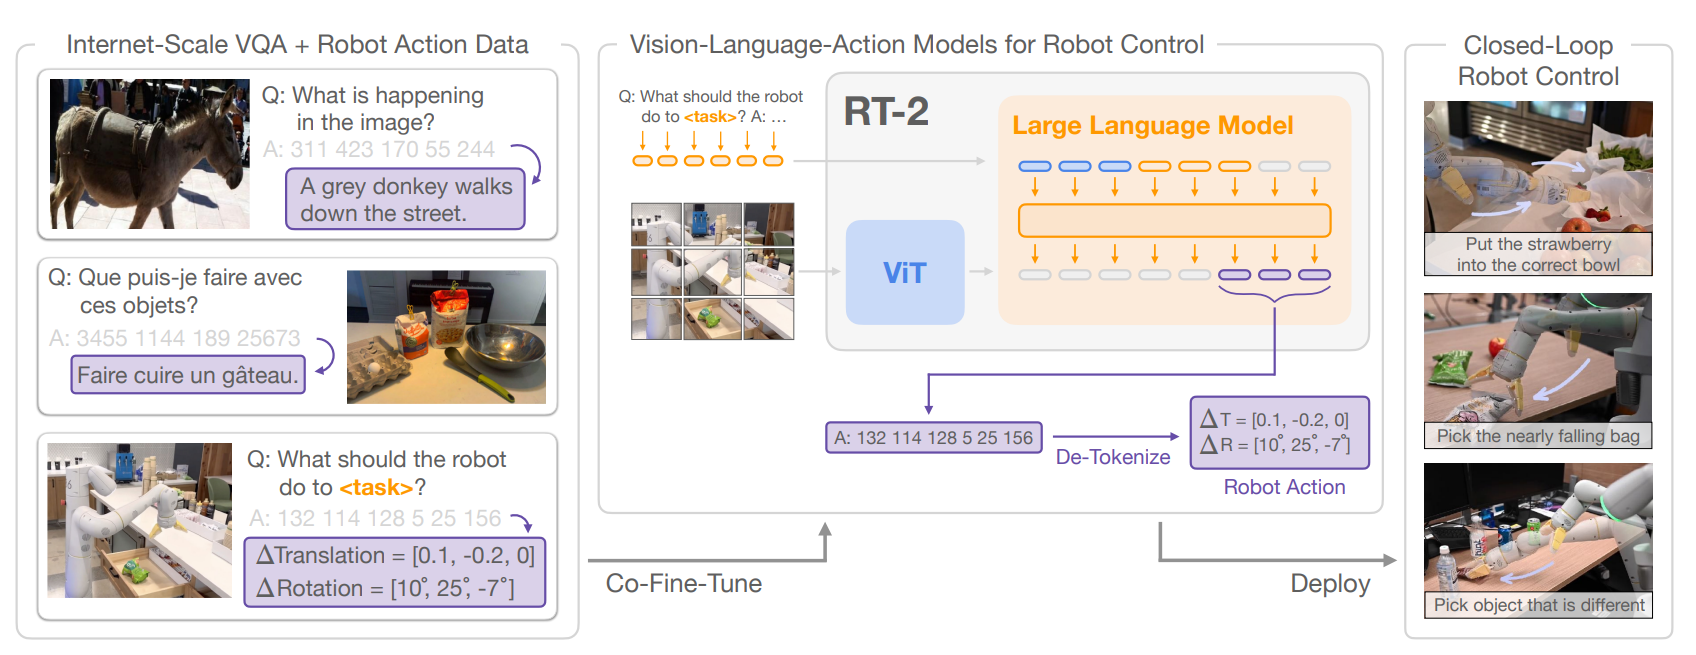 Internet-Scale VQA + Robot Action Data
Q: What is happening
in the image?
A: 311 423 170 55 244
A grey donkey walks
down the street.
Q: Que puis-je faire avec
ces objets?
A: 3455 1144 189 25673
Faire cuire un gâteau.
Q: What should the robot
do to <task>?
A: 132 114 128 5 25 156
ΔTranslation = [0.1, -0.2, 0]
ΔRotation = [10°, 25°, -7°]
Co-Fine-Tune
Vision-Language-Action Models for Robot Control
Q: What should the robot
do to <task>? A: ...
RT-2
Large Language Model
ViT
A: 132 114 128 5 25 156
De-Tokenize
ΔT = [0.1, -0.2, 0]
ΔR = [10°, 25°, -7°]
Robot Action
Deploy
Closed-Loop
Robot Control
Put the strawberry
into the correct bowl
Pick the nearly falling bag
Pick object that is different